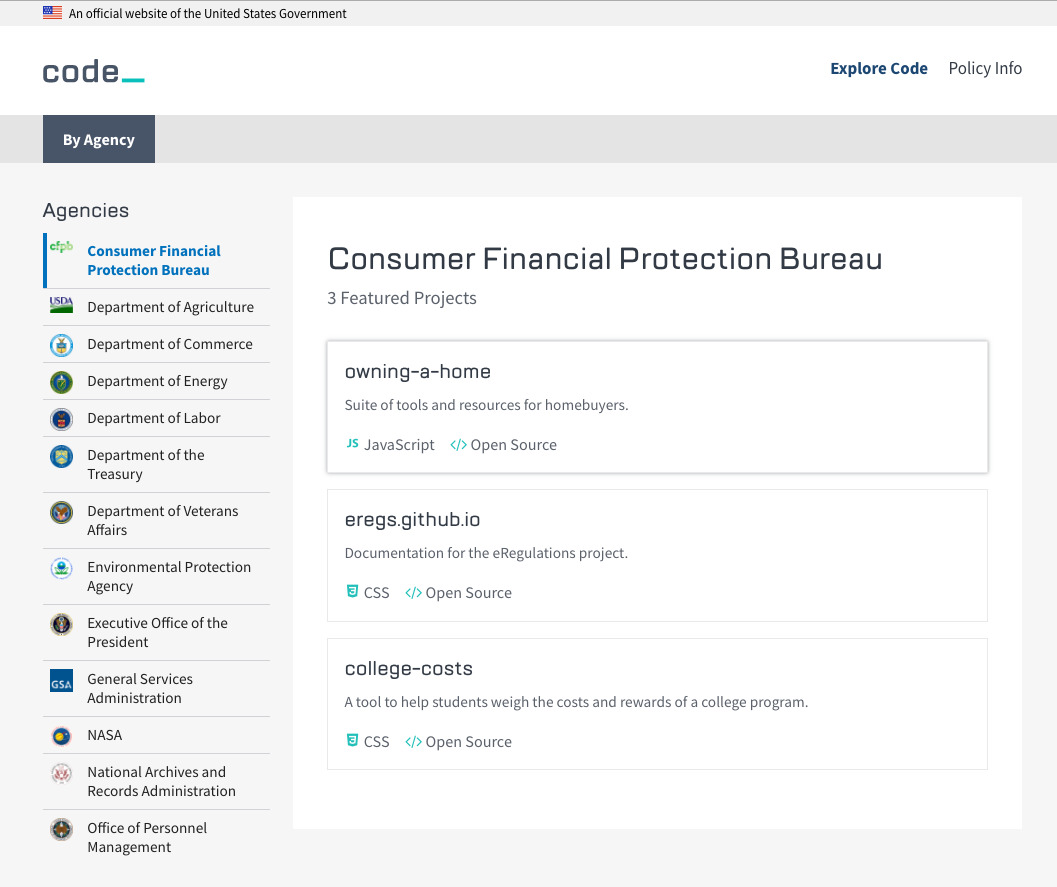 An official website of the United States Government
code_
Explore Code
Policy Info
By Agency
Agencies
cfpb
Consumer Financial
Protection Bureau
USDA
Department of Agriculture
Department of Commerce
Department of Energy
Department of Labor
Department of the
Treasury
Department of Veterans
Affairs
Environmental Protection
Agency
Executive Office of the
President
GSA
General Services
Administration
NASA
National Archives and
Records Administration
Office of Personnel
Management
Consumer Financial Protection Bureau
3 Featured Projects
owning-a-home
Suite of tools and resources for homebuyers.
JS JavaScript </> Open Source
eregs.github.io
Documentation for the eRegulations project.
CSS </> Open Source
college-costs
A tool to help students weigh the costs and rewards of a college program.
CSS </> Open Source